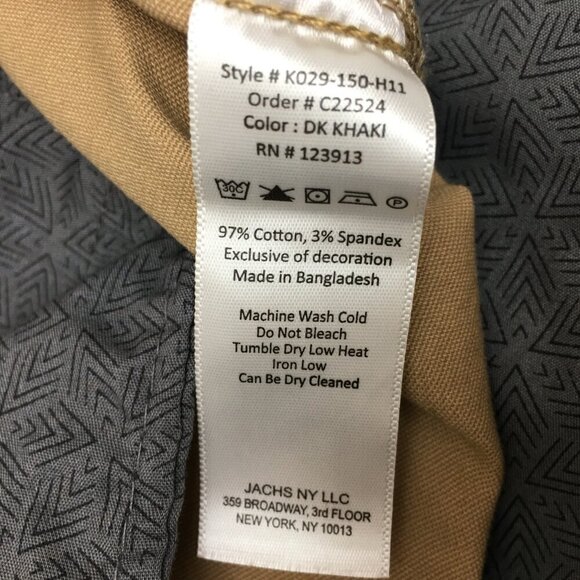 Style # K029-150-H11
Order # C22524
Color : DK KHAKI
RN # 123913
30C P
97% Cotton, 3% Spandex
Exclusive of decoration
Made in Bangladesh
Machine Wash Cold
Do Not Bleach
Tumble Dry Low Heat
Iron Low
Can Be Dry Cleaned
JACHS NY LLC
359 BROADWAY, 3rd FLOOR
NEW YORK, NY 10013